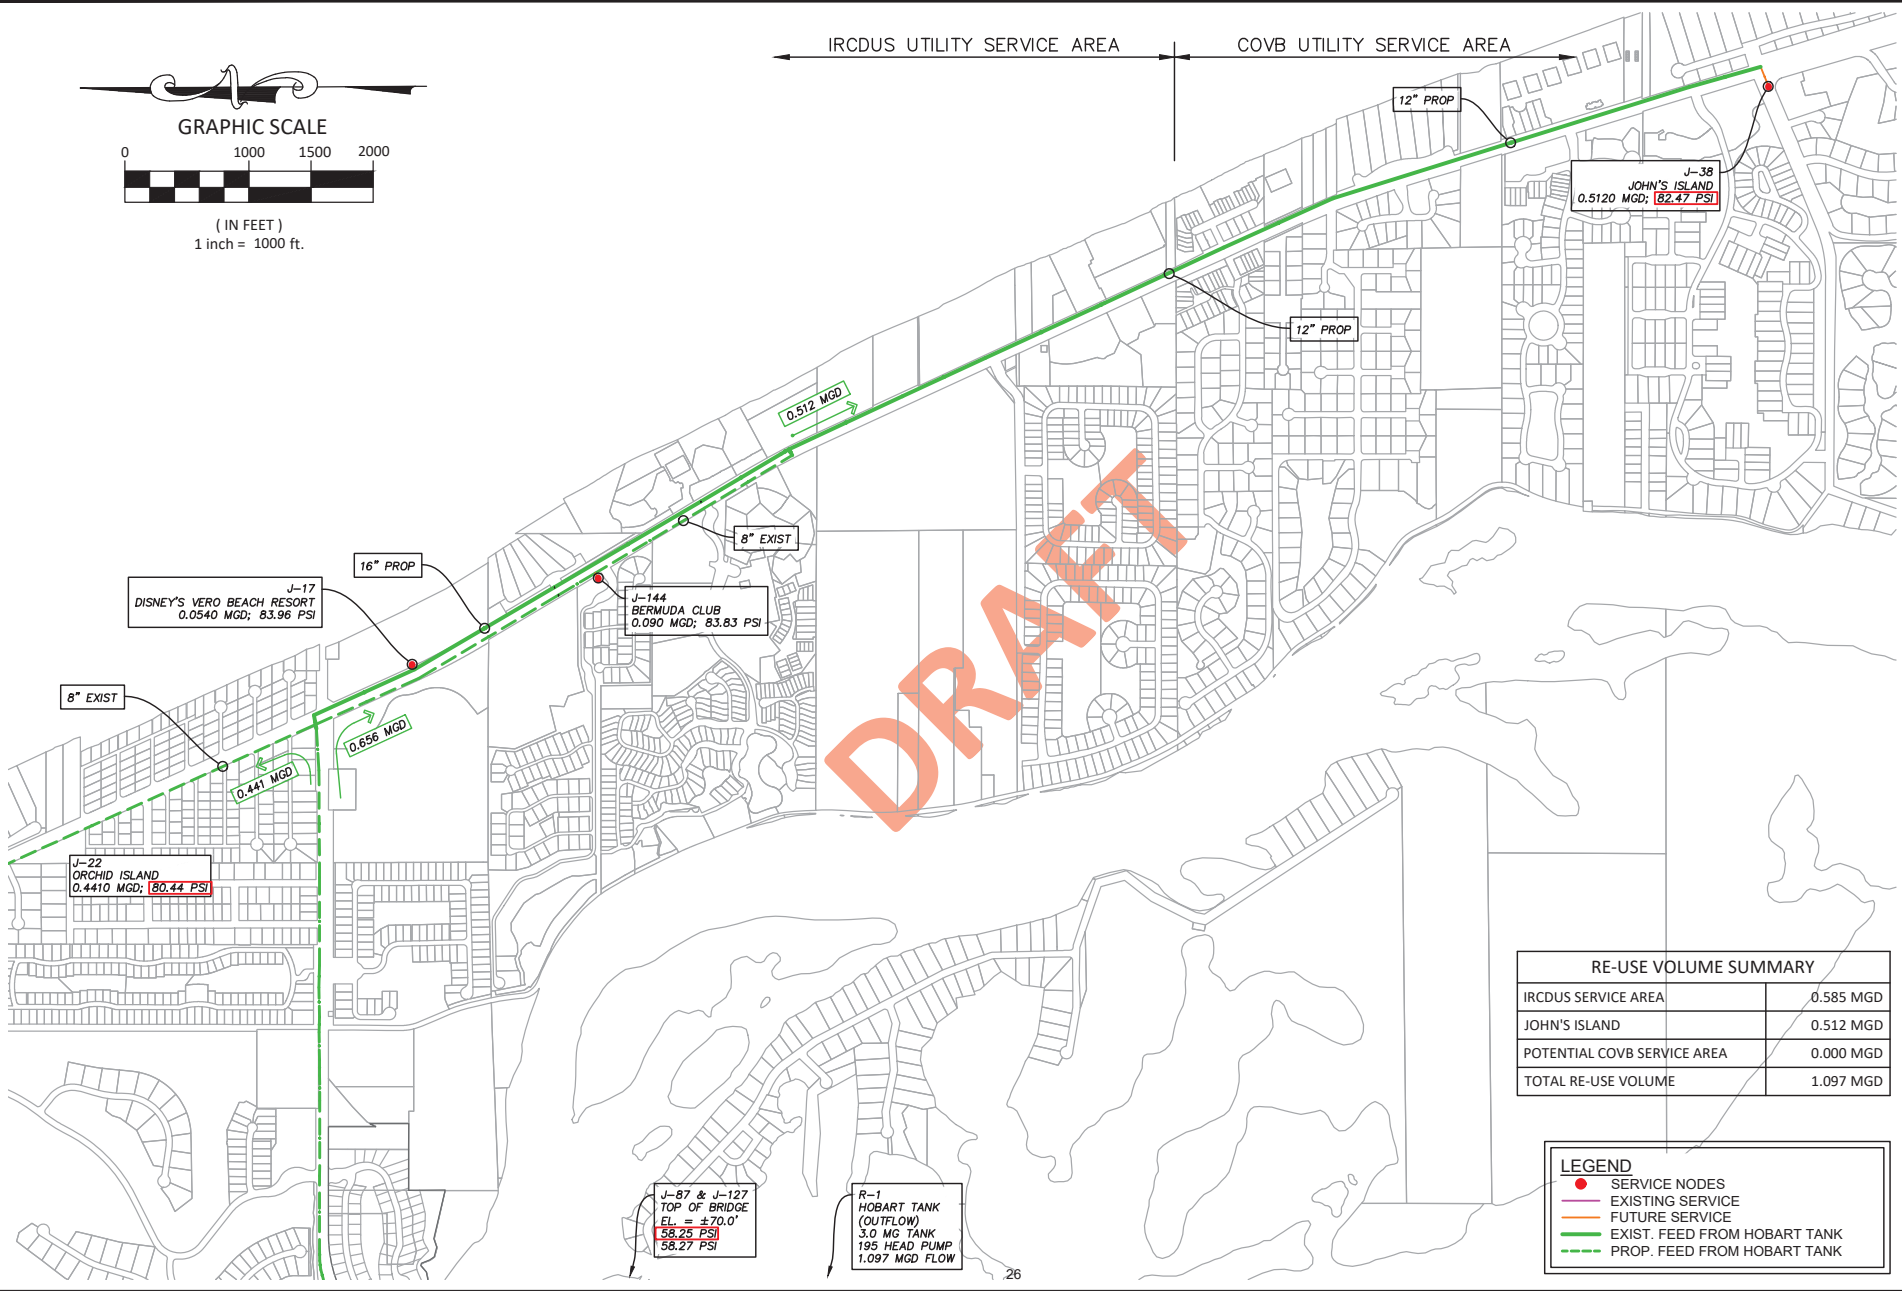 IRCDUS UTILITY SERVICE AREA
COVB UTILITY SERVICE AREA
N
GRAPHIC SCALE
0 1000 1500 2000
( IN FEET )
1 inch = 1000 ft.
12" PROP
J-38
JOHN'S ISLAND
0.5120 MGD; 82.47 PSI
12" PROP
0.512 MGD
8" EXIST
16" PROP
J-17
DISNEY'S VERO BEACH RESORT
0.0540 MGD; 83.96 PSI
J-144
BERMUDA CLUB
0.090 MGD; 83.83 PSI
8" EXIST
0.656 MGD
0.441 MGD
J-22
ORCHID ISLAND
0.4410 MGD; 80.44 PSI
DRAFT
RE-USE VOLUME SUMMARY
IRCDUS SERVICE AREA 0.585 MGD
JOHN'S ISLAND 0.512 MGD
POTENTIAL COVB SERVICE AREA 0.000 MGD
TOTAL RE-USE VOLUME 1.097 MGD
LEGEND
SERVICE NODES
EXISTING SERVICE
FUTURE SERVICE
EXIST. FEED FROM HOBART TANK
PROP. FEED FROM HOBART TANK
J-87 & J-127
TOP OF BRIDGE
EL. = ±70.0'
58.25 PSI
58.27 PSI
R-1
HOBART TANK
(OUTFLOW)
3.0 MG TANK
195 HEAD PUMP
1.097 MGD FLOW
26